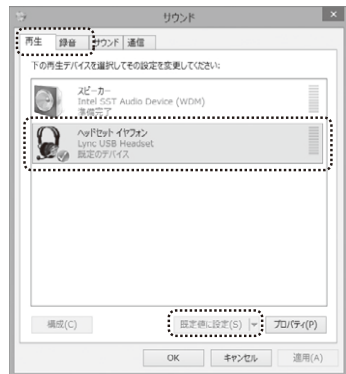 サウンド
再生 録音 サウンド 通信
下の再生デバイスを選択してその設定を変更してください:
スピーカー
Intel SST Audio Device (WDM)
準備完了
ヘッドセット イヤフォン
Lync USB Headset
既定のデバイス
構成(C) 既定値に設定(S) プロパティ(P)
OK キャンセル 適用(A)